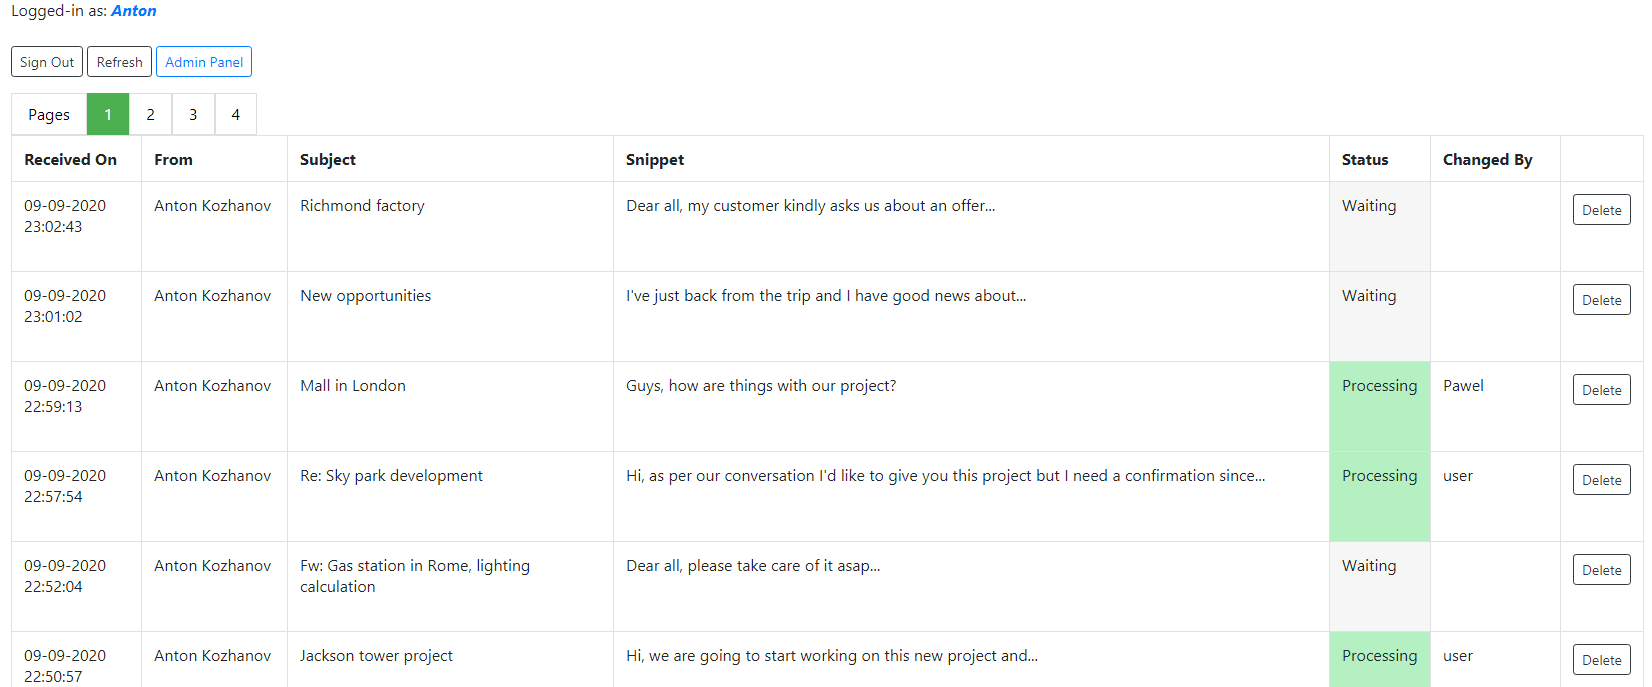 Logged-in as: Anton
Sign Out Refresh Admin Panel
Pages 1 2 3 4
Received On From Subject Snippet Status Changed By
09-09-2020 Anton Kozhanov Richmond factory Dear all, my customer kindly asks us about an offer... Waiting Delete
23:02:43
09-09-2020 Anton Kozhanov New opportunities I've just back from the trip and I have good news about... Waiting Delete
23:01:02
09-09-2020 Anton Kozhanov Mall in London Guys, how are things with our project? Processing Pawel Delete
22:59:13
09-09-2020 Anton Kozhanov Re: Sky park development Hi, as per our conversation I'd like to give you this project but I need a confirmation since... Processing user Delete
22:57:54
09-09-2020 Anton Kozhanov Fw: Gas station in Rome, lighting Dear all, please take care of it asap... Waiting Delete
22:52:04 calculation
09-09-2020 Anton Kozhanov Jackson tower project Hi, we are going to start working on this new project and... Processing user Delete
22:50:57